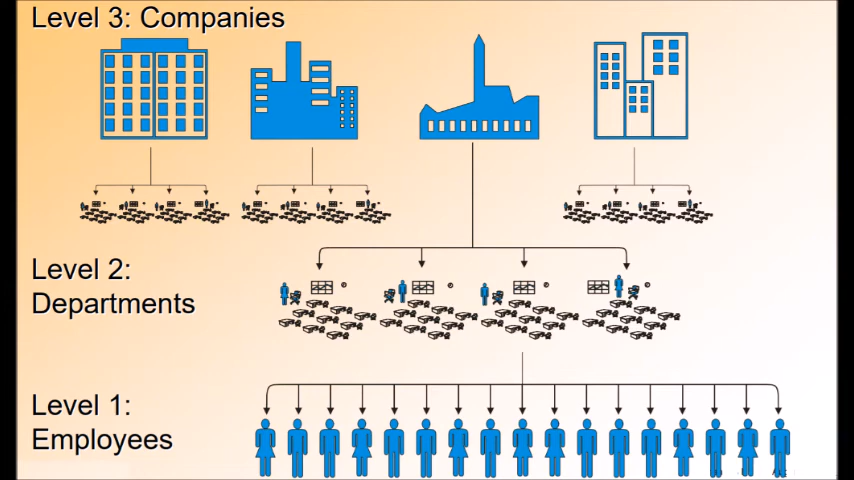 Level 3: Companies
Level 2:
Departments
Level 1:
Employees